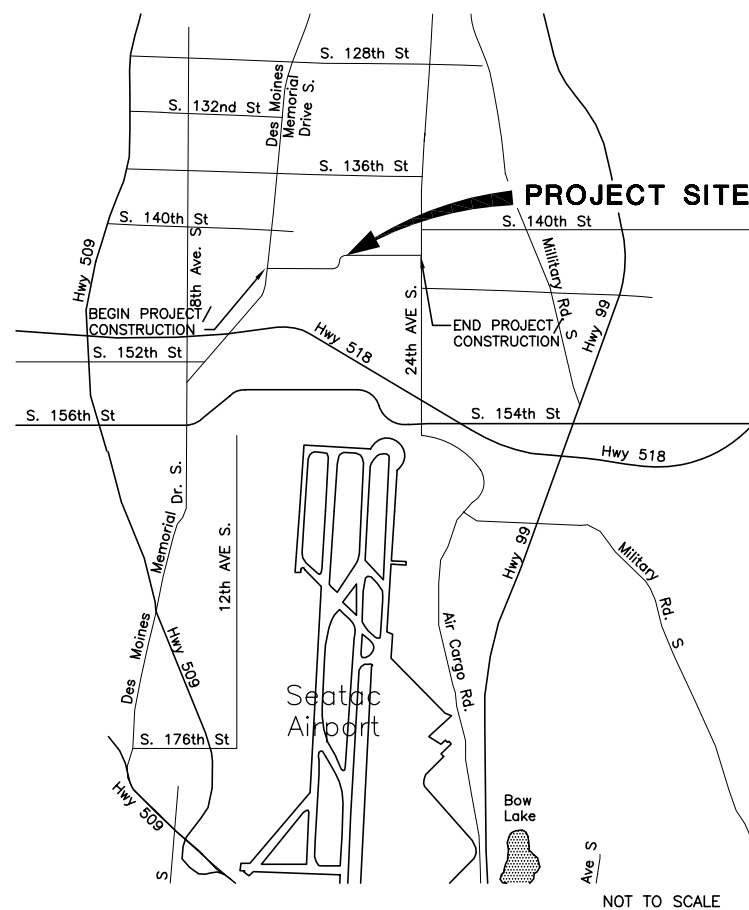 S. 128th St
Des Moines
Memorial
Drive S.
S. 132nd St
S. 136th St
PROJECT SITE
S. 140th St
S. 140th St
Hwy 509
8th Ave. S
Millitary Rd. S
Hwy 99
BEGIN PROJECT
CONSTRUCTION
24th AVE S.
END PROJECT
CONSTRUCTION
Hwy 518
S. 152th St
S. 156th St
S. 154th St
Hwy 518
Des Moines Memorial Dr. S.
12th AVE S.
Hwy 99
Military Rd. S
Hwy 509
Air Cargo Rd.
Seatac
Airport
S. 176th St
Hwy 509
Bow
Lake
S
Ave S
NOT TO SCALE